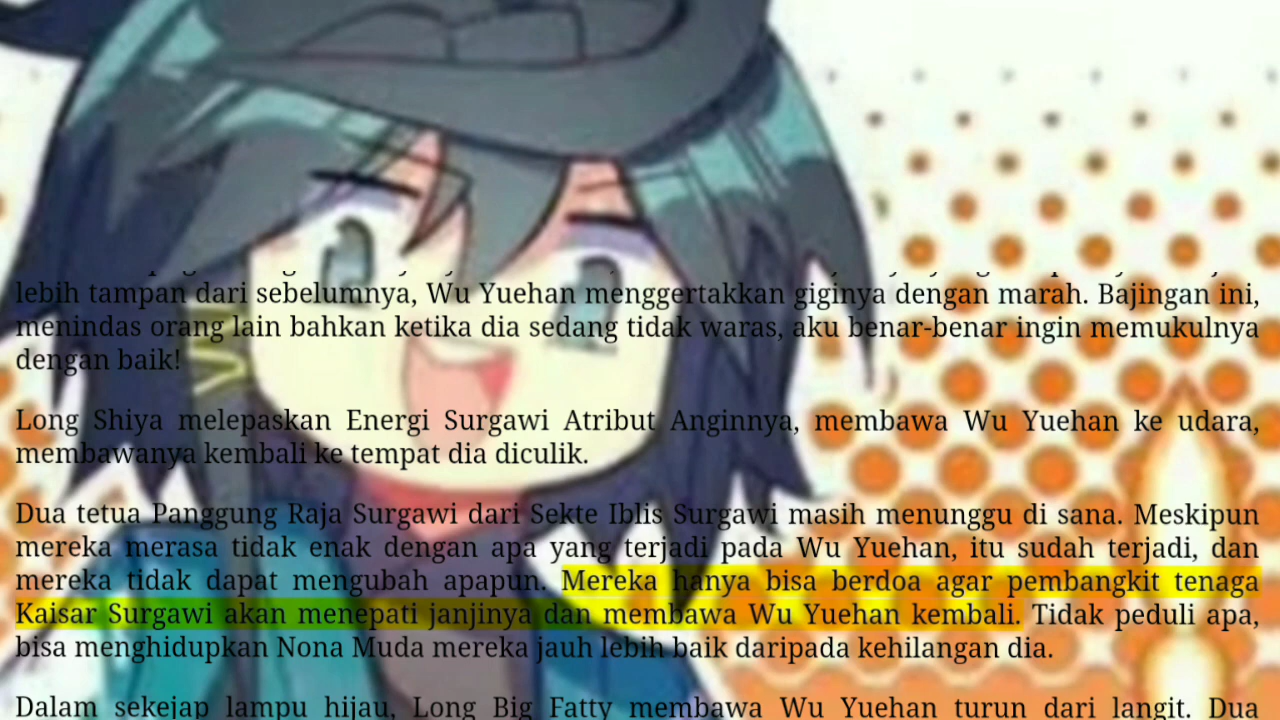 lebih tampan dari sebelumnya, Wu Yuehan menggertakkan giginya dengan marah. Bajingan ini,
menindas orang lain bahkan ketika dia sedang tidak waras, aku benar-benar ingin memukulnya
dengan baik!
Long Shiya melepaskan Energi Surgawi Atribut Anginnya, membawa Wu Yuehan ke udara,
membawanya kembali ke tempat dia diculik.
Dua tetua Panggung Raja Surgawi dari Sekte Iblis Surgawi masih menunggu di sana. Meskipun
mereka merasa tidak enak dengan apa yang terjadi pada Wu Yuehan, itu sudah terjadi, dan
mereka tidak dapat mengubah apapun. Mereka hanya bisa berdoa agar pembangkit tenaga
Kaisar Surgawi akan menepati janjinya dan membawa Wu Yuehan kembali. Tidak peduli apa,
bisa menghidupkan Nona Muda mereka jauh lebih baik daripada kehilangan dia.
Dalam sekejap lampu hijau, Long Big Fatty membawa Wu Yuehan turun dari langit. Dua